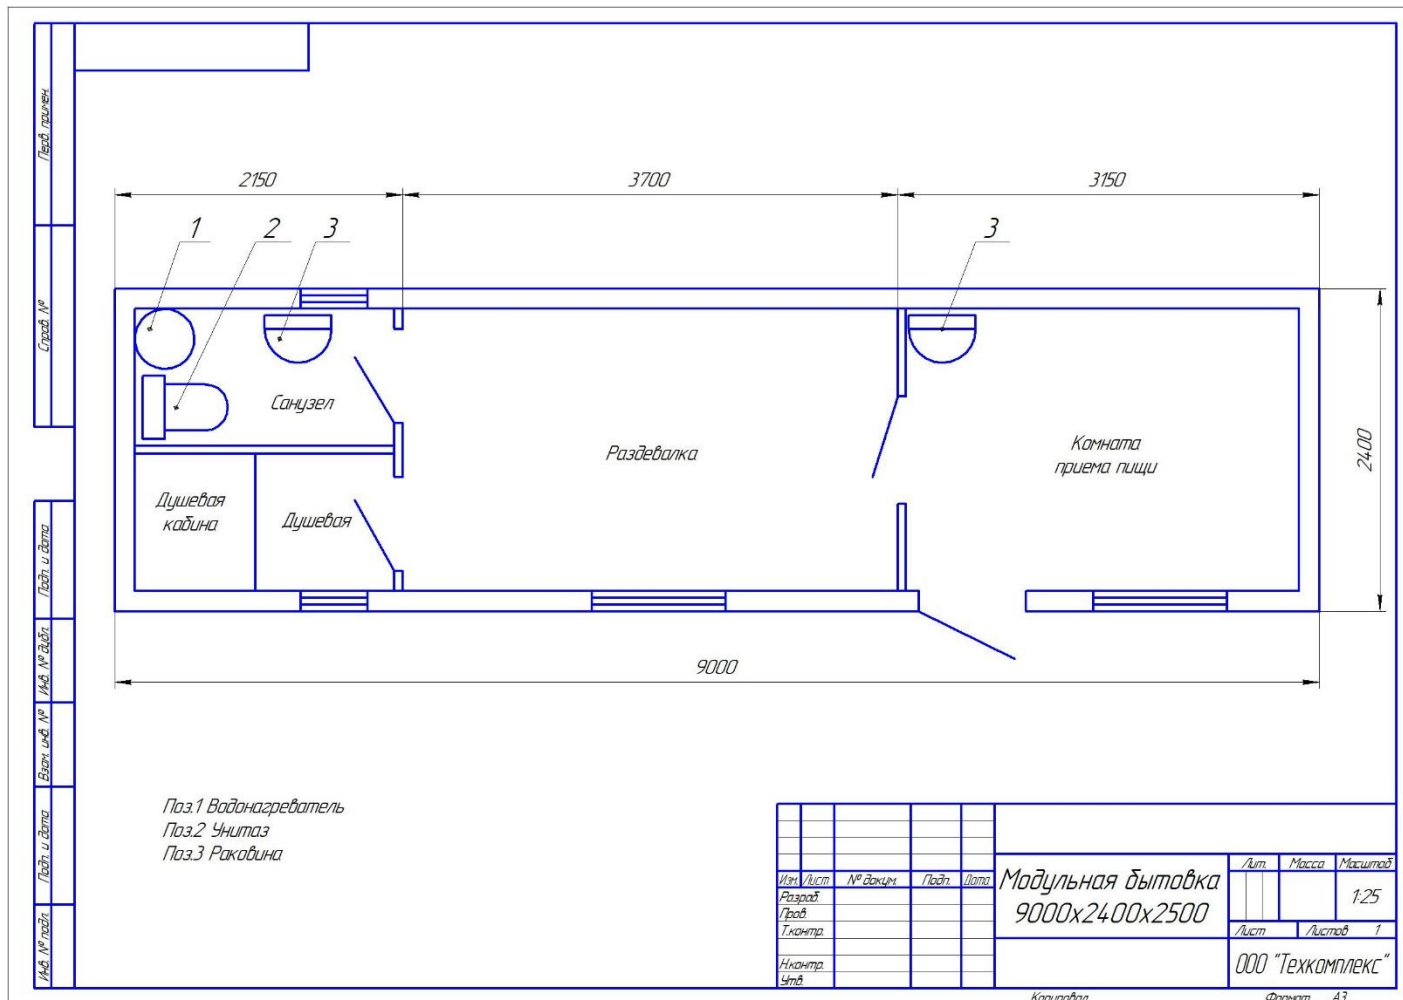 Перв. примен.
Справ. №
Подп. и дата
Инв. № дубл.
Взам. инв. №
Подп. и дата
Инв. № подл.
2150
3700
3150
1
2
3
3
2400
Санузел
Раздевалка
Комната
приема пищи
Душевая
кабина
Душевая
9000
Поз.1 Водонагреватель
Поз.2 Унитаз
Поз.3 Раковина
Изм. Лист № докум. Подп. Дата
Разраб.
Пров.
Т.контр.
Н.контр.
Утв.
Модульная бытовка
9000х2400х2500
Лит. Масса Масштаб
1:25
Лист Листов 1
ООО "Техкомплекс"
Копировал Формат А3